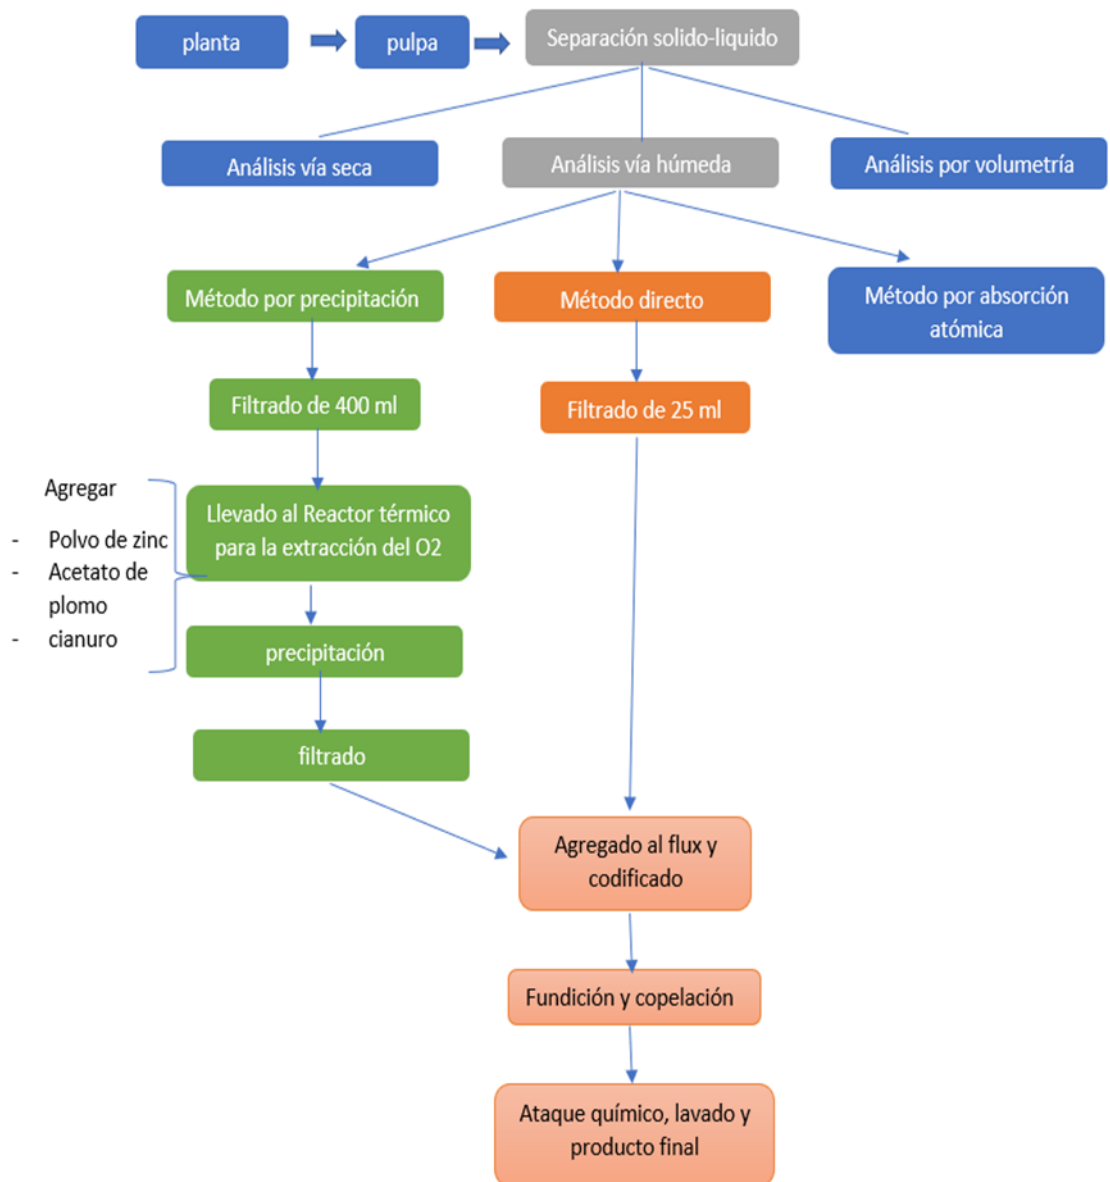 planta
pulpa
Separación solido-liquido
Análisis vía seca
Análisis vía húmeda
Análisis por volumetría
Método por precipitación
Método directo
Método por absorción
atómica
Filtrado de 400 ml
Filtrado de 25 ml
Agregar
- Polvo de zinc
- Acetato de
plomo
- cianuro
Llevado al Reactor térmico
para la extracción del O2
precipitación
filtrado
Agregado al flux y
codificado
Fundición y copelación
Ataque químico, lavado y
producto final